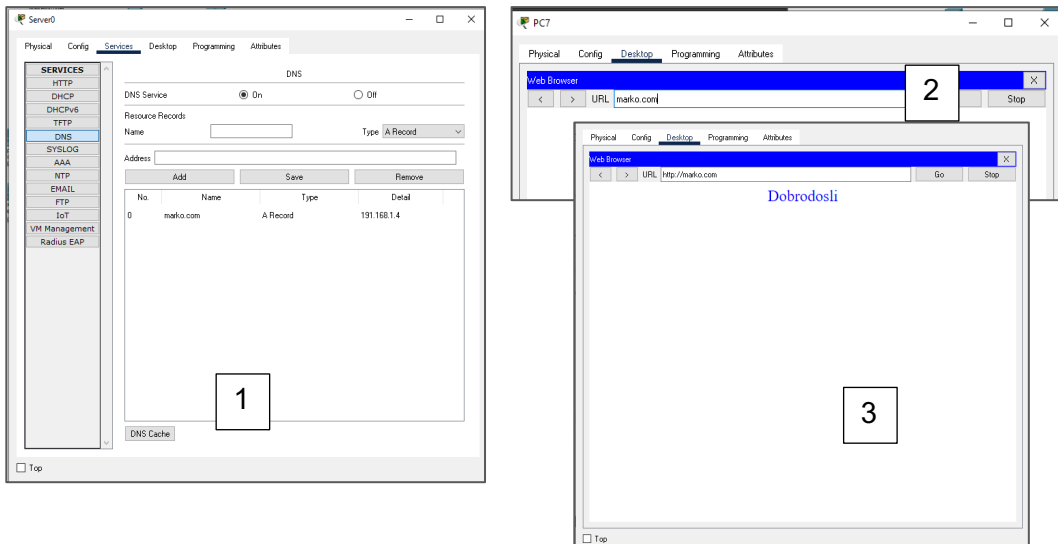 Server0
Physical Config Services Desktop Programming Attributes
SERVICES
HTTP
DHCP
DHCPv6
TFTP
DNS
SYSLOG
AAA
NTP
EMAIL
FTP
IoT
VM Management
Radius EAP
DNS
DNS Service On Off
Resource Records
Name Type A Record
Address
Add Save Remove
No. Name Type Detail
0 marko.com A Record 191.168.1.4
1
DNS Cache
Top
PC7
Physical Config Desktop Programming Attributes
Web Browser X
< > URL marko.com Stop
2
Physical Config Desktop Programming Attributes
Web Browser X
< > URL http://marko.com Go Stop
Dobrodosli
3
Top